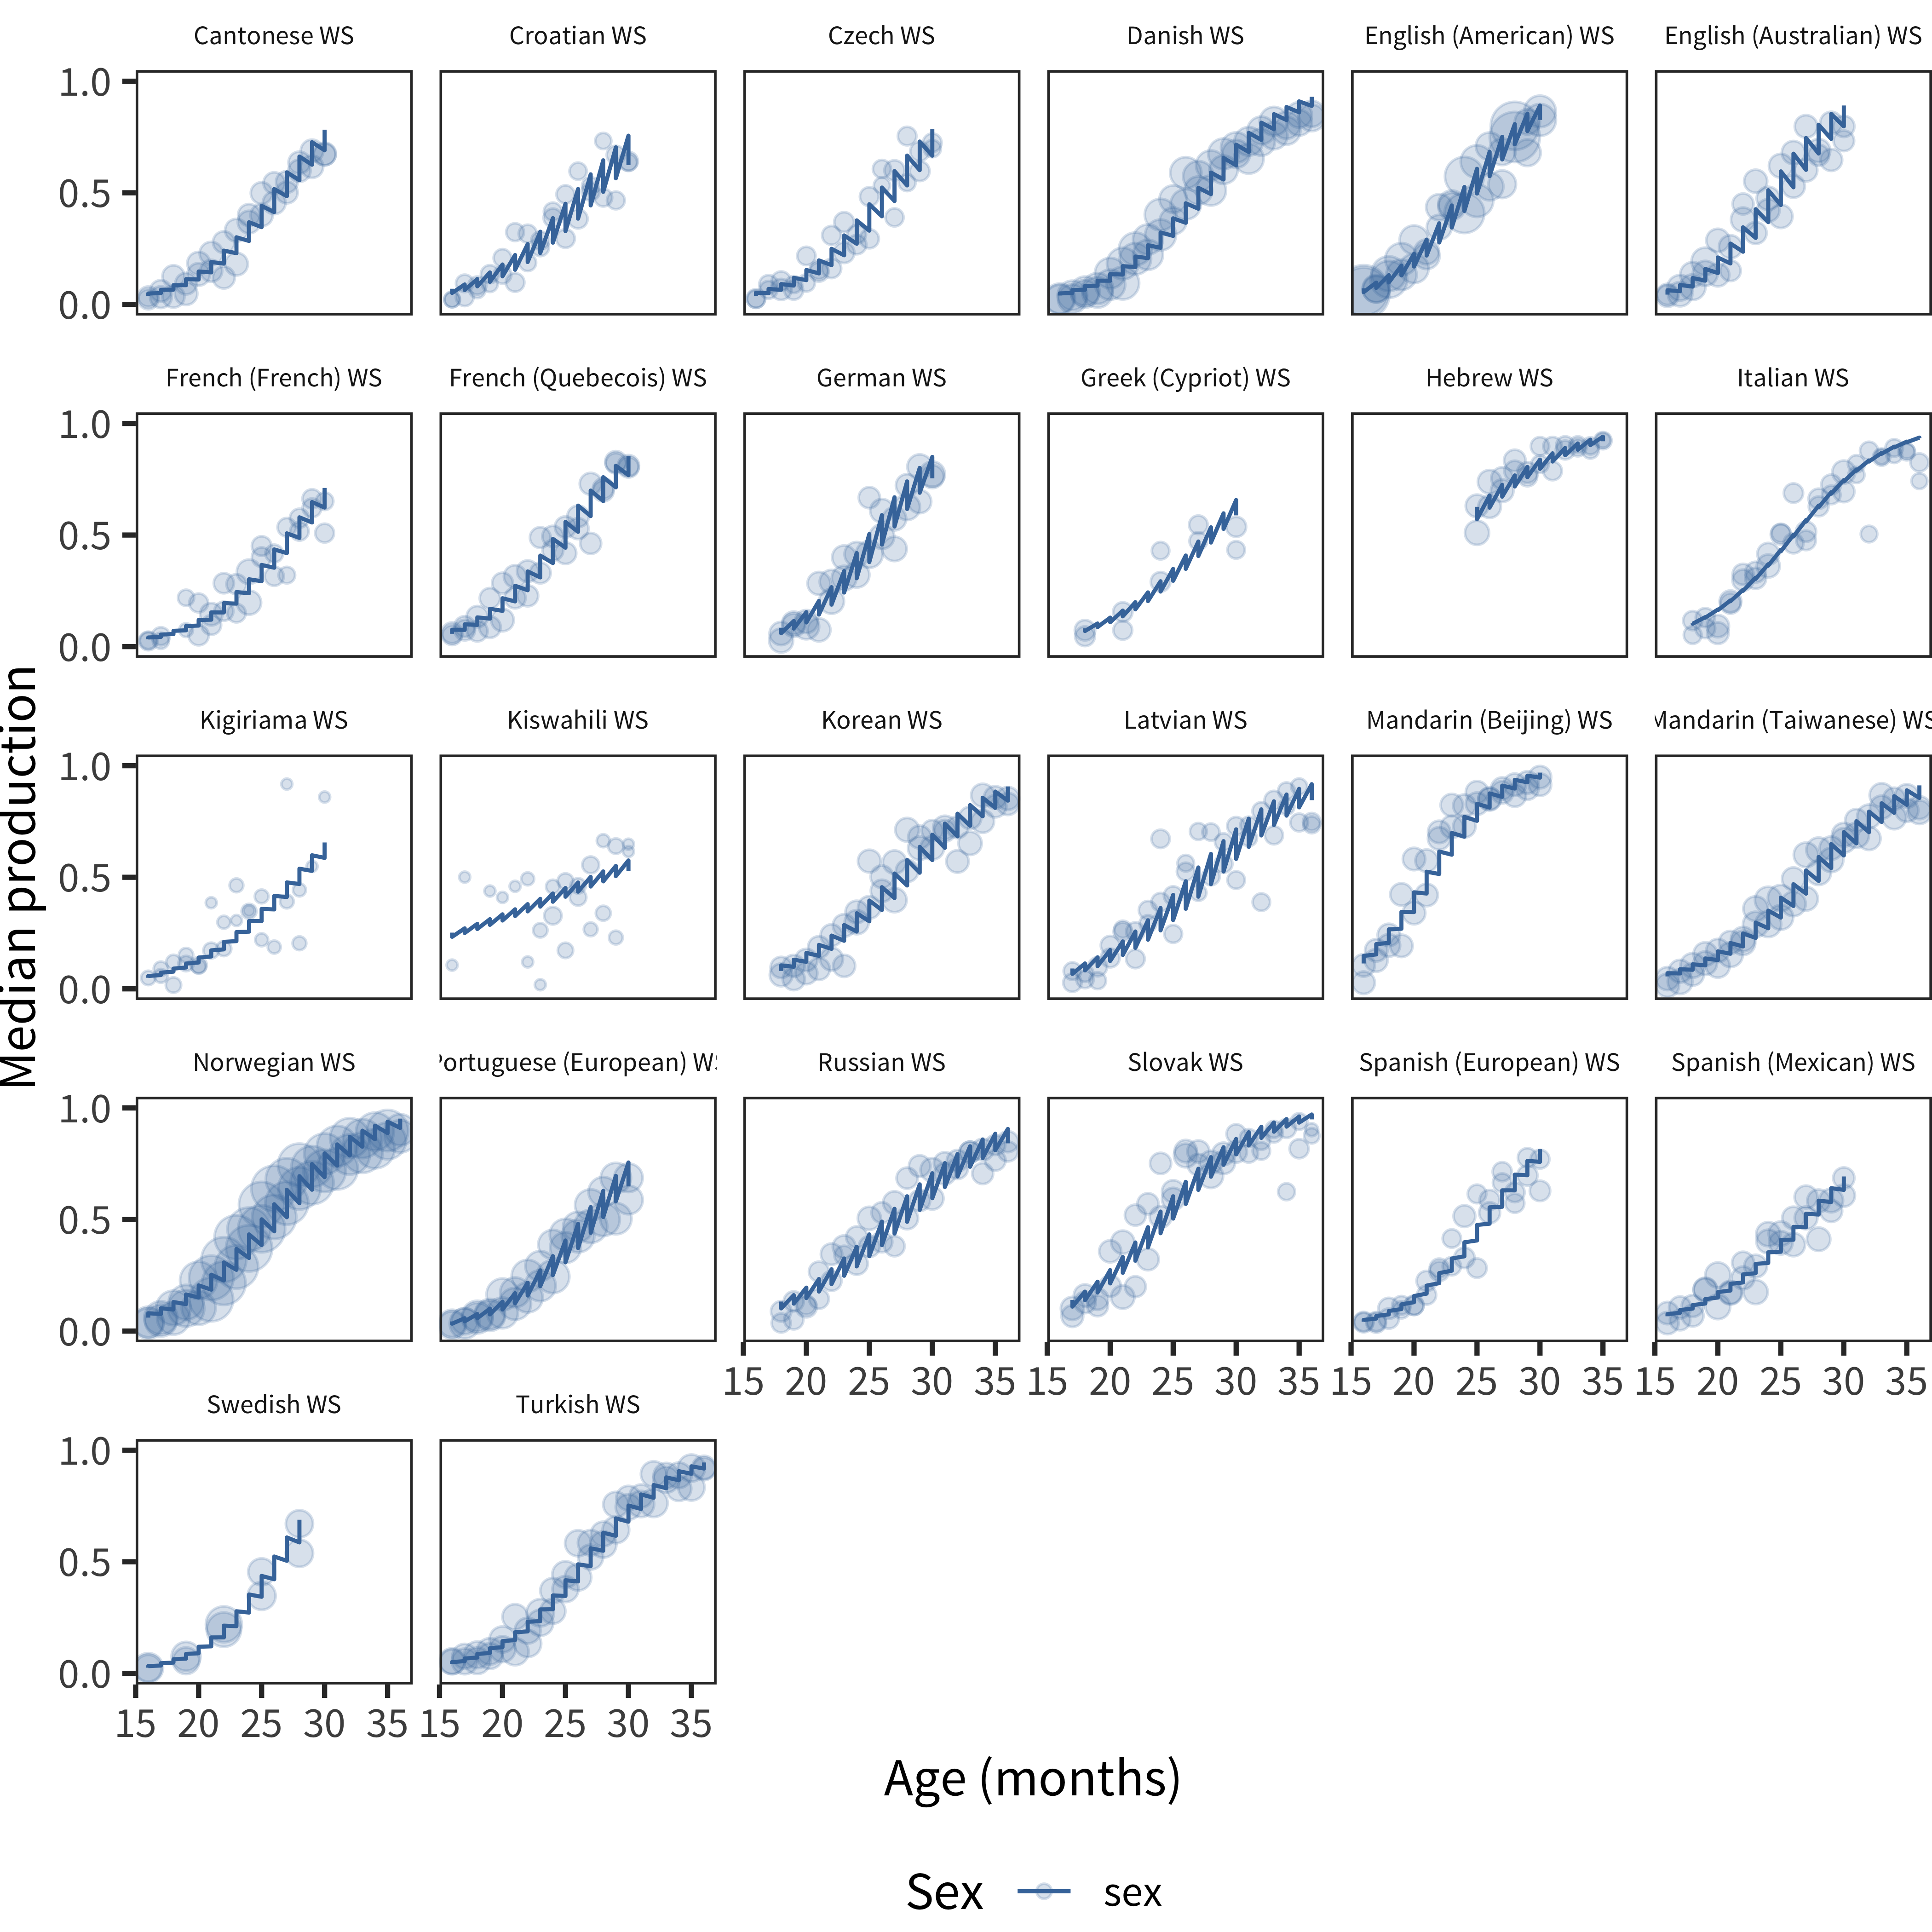 Cantonese WS Croatian WS Czech WS Danish WS English (American) WS English (Australian) WS
1.0
0.5
0.0
French (French) WS French (Quebecois) WS German WS Greek (Cypriot) WS Hebrew WS Italian WS
1.0
0.5
0.0
Median production
Kigiriama WS Kiswahili WS Korean WS Latvian WS Mandarin (Beijing) WS Mandarin (Taiwanese) WS
1.0
0.5
0.0
Norwegian WS Portuguese (European) WS Russian WS Slovak WS Spanish (European) WS Spanish (Mexican) WS
1.0
0.5
0.0
15 20 25 30 35 15 20 25 30 35 15 20 25 30 35 15 20 25 30 35
Swedish WS Turkish WS
1.0
0.5
0.0
15 20 25 30 35 15 20 25 30 35
Age (months)
Sex sex